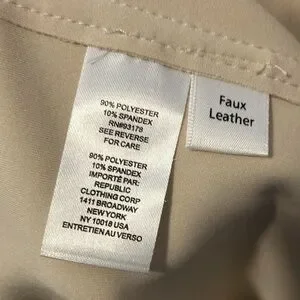 90% POLYESTER
10% SPANDEX
RN#93178
SEE REVERSE
FOR CARE
90% POLYESTER
10% SPANDEX
IMPORTÉ PAR:
REPUBLIC
CLOTHING CORP
1411 BROADWAY
NEW YORK
NY 10018 USA
ENTRETIEN AU VERSO
Faux
Leather